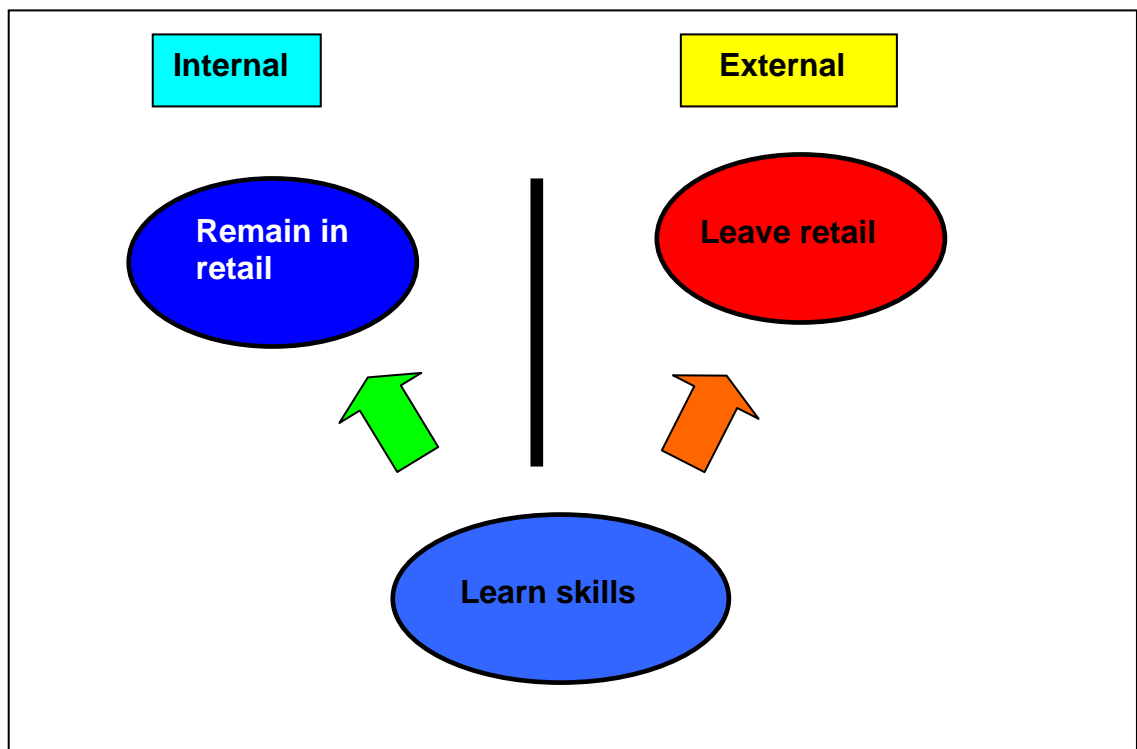 Internal
External
Remain in
retail
Leave retail
Learn skills